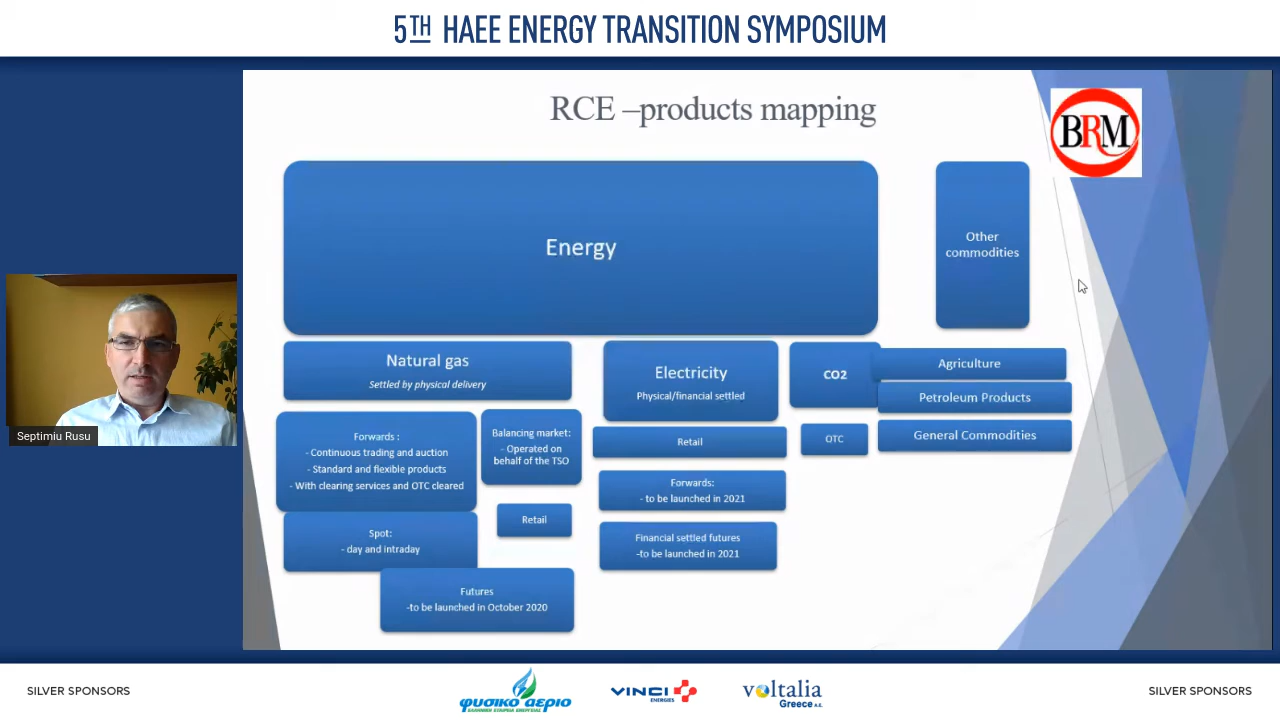 5TH HAEE ENERGY TRANSITION SYMPOSIUM
RCE –products mapping
BRM
Energy
Other
commodities
Natural gas
Settled by physical delivery
Electricity
Physical/financial settled
CO2
Agriculture
Petroleum Products
General Commodities
Forwards :
- Continuous trading and auction
- Standard and flexible products
- With clearing services and OTC cleared
Balancing market:
- Operated on
behalf of the TSO
Retail
OTC
Forwards:
- to be launched in 2021
Retail
Spot:
- day and intraday
Financial settled futures
-to be launched in 2021
Futures
-to be launched in October 2020
Septimiu Rusu
SILVER SPONSORS
φυσικό αέριο
ΕΛΛΗΝΙΚΗ ΕΤΑΙΡΕΙΑ ΕΝΕΡΓΕΙΑΣ
VINCI
ENERGIES
voltalia
Greece A.E.
SILVER SPONSORS